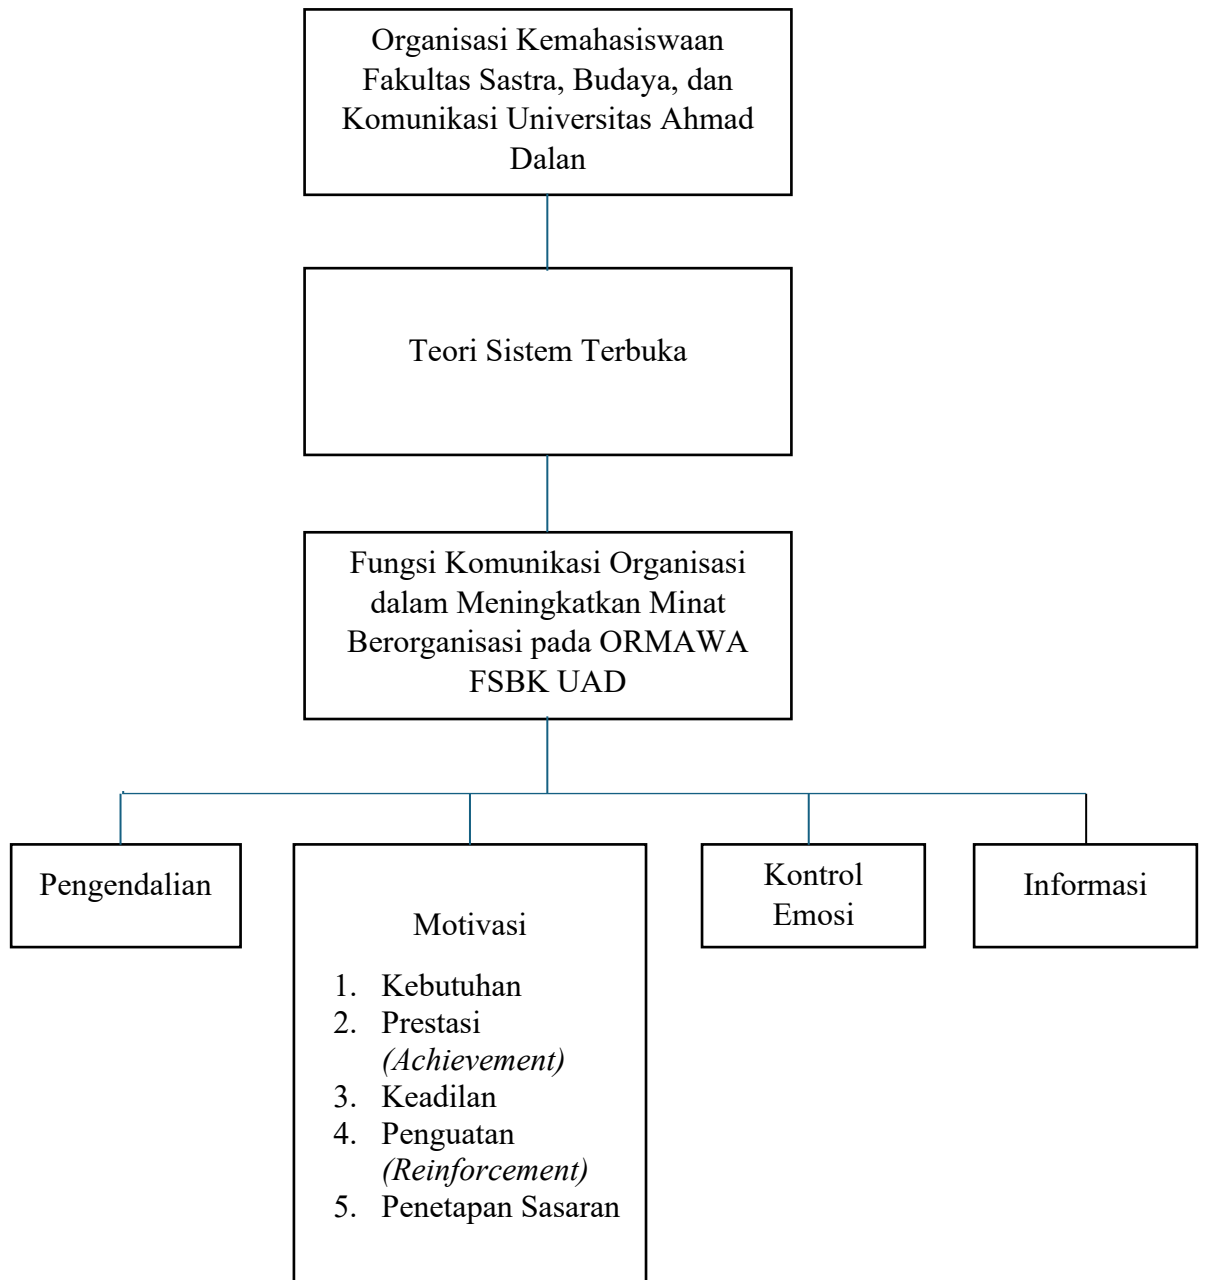 Organisasi Kemahasiswaan
Fakultas Sastra, Budaya, dan
Komunikasi Universitas Ahmad
Dalan
Teori Sistem Terbuka
Fungsi Komunikasi Organisasi
dalam Meningkatkan Minat
Berorganisasi pada ORMAWA
FSBK UAD
Pengendalian
Motivasi
1. Kebutuhan
2. Prestasi
(Achievement)
3. Keadilan
4. Penguatan
(Reinforcement)
5. Penetapan Sasaran
Kontrol
Emosi
Informasi